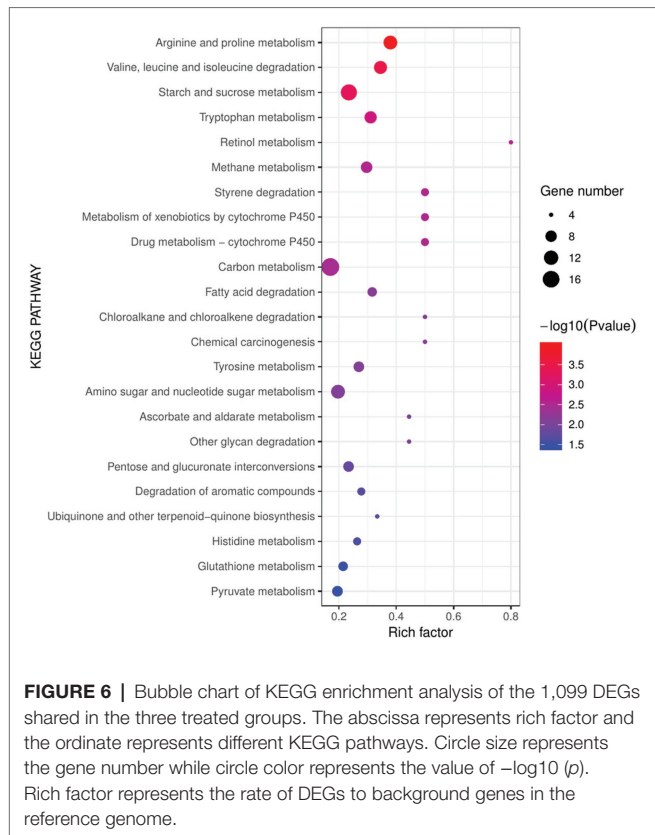 Arginine and proline metabolism
Valine, leucine and isoleucine degradation
Starch and sucrose metabolism
Tryptophan metabolism
Retinol metabolism
Methane metabolism
Styrene degradation
Metabolism of xenobiotics by cytochrome P450
Drug metabolism − cytochrome P450
Carbon metabolism
Fatty acid degradation
Chloroalkane and chloroalkene degradation
Chemical carcinogenesis
Tyrosine metabolism
Amino sugar and nucleotide sugar metabolism
Ascorbate and aldarate metabolism
Other glycan degradation
Pentose and glucuronate interconversions
Degradation of aromatic compounds
Ubiquinone and other terpenoid−quinone biosynthesis
Histidine metabolism
Glutathione metabolism
Pyruvate metabolism
KEGG PATHWAY
0.2 0.4 0.6 0.8
Rich factor
Gene number
4
8
12
16
−log10(Pvalue)
3.5
3.0
2.5
2.0
1.5
FIGURE 6 | Bubble chart of KEGG enrichment analysis of the 1,099 DEGs
shared in the three treated groups. The abscissa represents rich factor and
the ordinate represents different KEGG pathways. Circle size represents
the gene number while circle color represents the value of −log10 (p).
Rich factor represents the rate of DEGs to background genes in the
reference genome.